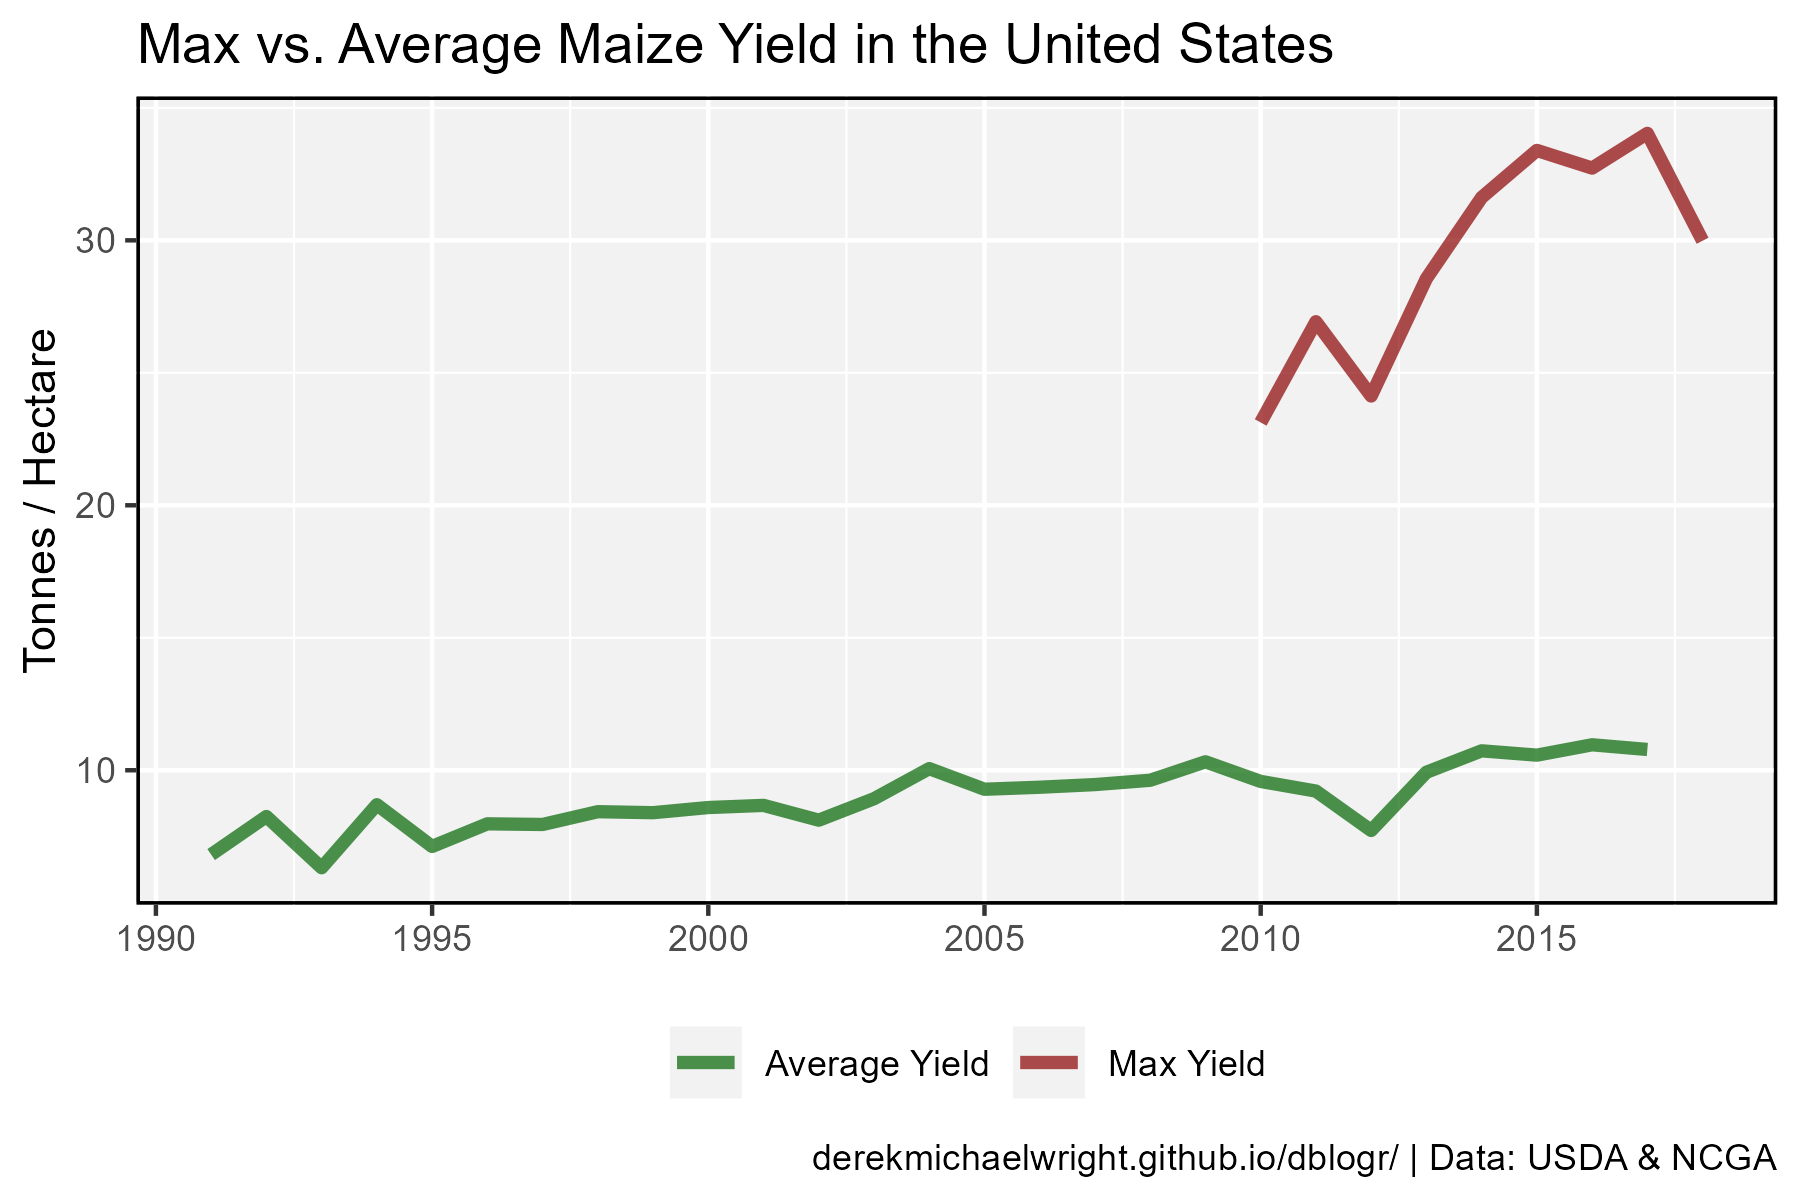 Max vs. Average Maize Yield in the United States
Tonnes / Hectare
30
20
10
1990 1995 2000 2005 2010 2015
Average Yield Max Yield
derekmichaelwright.github.io/dblogr/ | Data: USDA & NCGA